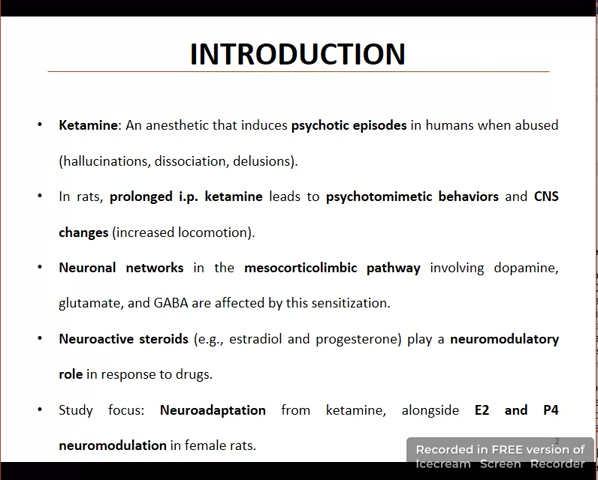 INTRODUCTION
• Ketamine: An anesthetic that induces psychotic episodes in humans when abused
(hallucinations, dissociation, delusions).
• In rats, prolonged i.p. ketamine leads to psychotomimetic behaviors and CNS
changes (increased locomotion).
• Neuronal networks in the mesocorticolimbic pathway involving dopamine,
glutamate, and GABA are affected by this sensitization.
• Neuroactive steroids (e.g., estradiol and progesterone) play a neuromodulatory
role in response to drugs.
• Study focus: Neuroadaptation from ketamine, alongside E2 and P4
neuromodulation in female rats.
2
Recorded in FREE version of
Icecream Screen Recorder